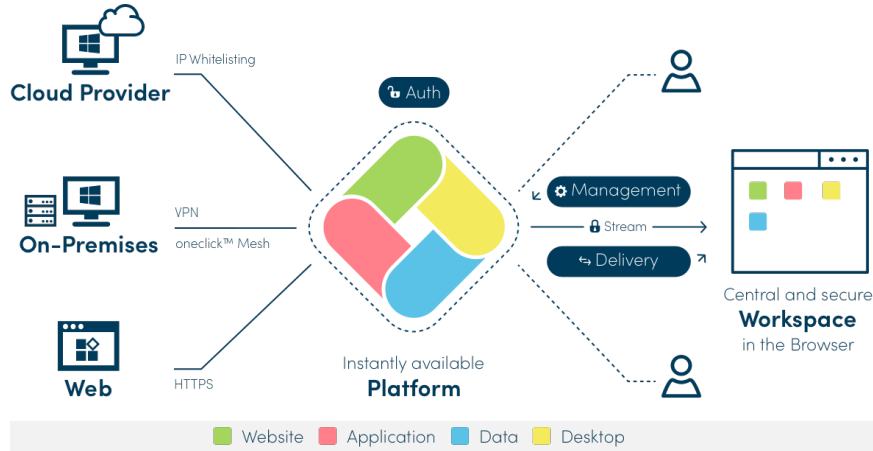 IP Whitelisting
Cloud Provider
Auth
VPN
On-Premises
oneclick™ Mesh
Web
HTTPS
Instantly available
Platform
Management
Stream
Delivery
Central and secure
Workspace
in the Browser
Website
Application
Data
Desktop